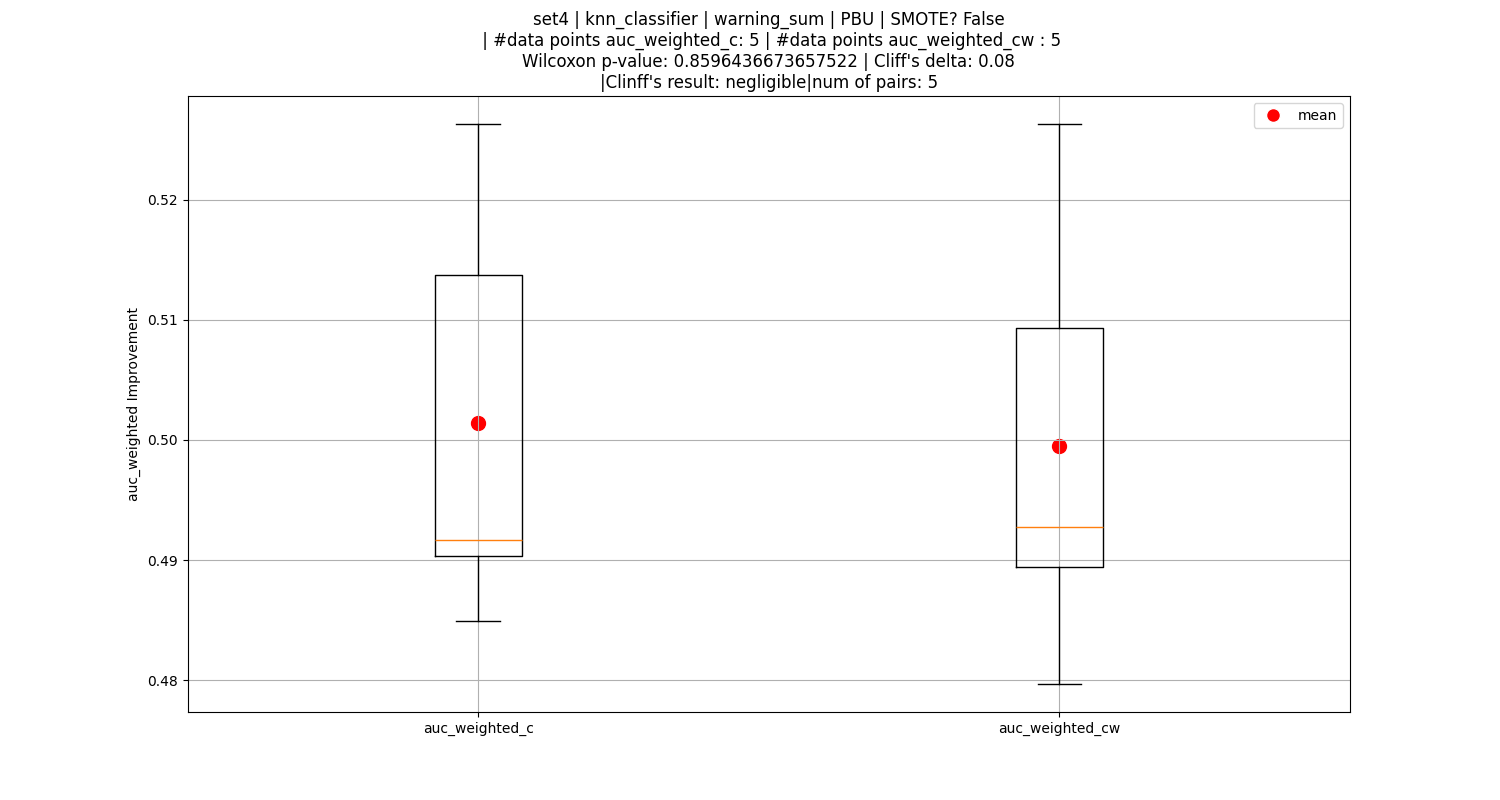 set4 | knn_classifier | warning_sum | PBU | SMOTE? False
| #data points auc_weighted_c: 5 | #data points auc_weighted_cw : 5
Wilcoxon p-value: 0.8596436673657522 | Cliff's delta: 0.08
|Clinff's result: negligible|num of pairs: 5
mean
auc_weighted Improvement
0.52
0.51
0.50
0.49
0.48
auc_weighted_c
auc_weighted_cw